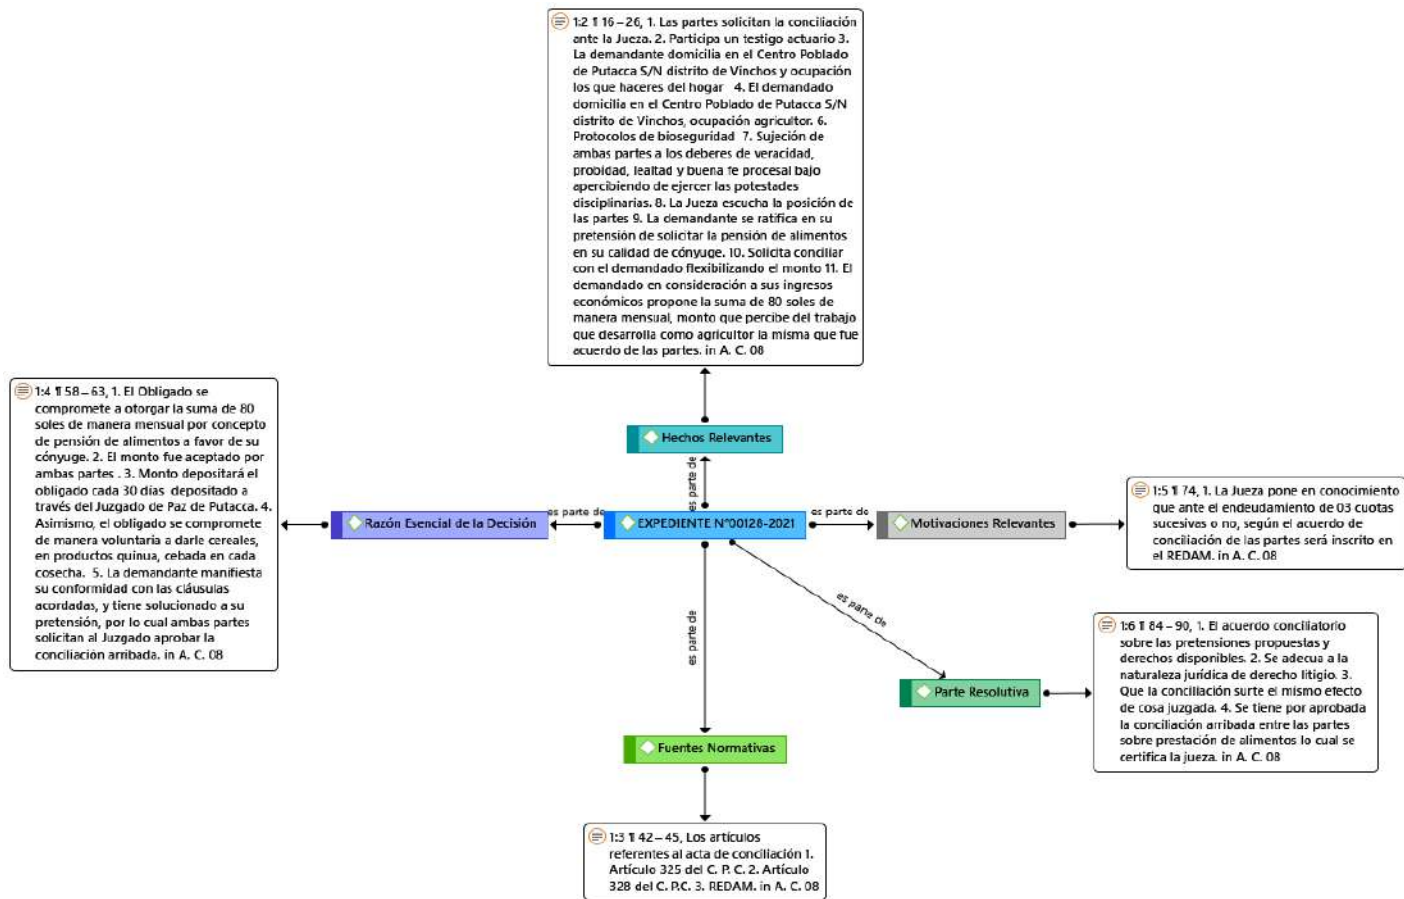 1:2 ¶ 16 – 26, 1. Las partes solicitan la conciliación
ante la Jueza. 2. Participa un testigo actuario 3.
La demandante domicilia en el Centro Poblado
de Putacca S/N distrito de Vinchos y ocupación
los que haceres del hogar 4. El demandado
domicilia en el Centro Poblado de Putacca S/N
distrito de Vinchos, ocupación agricultor. 6.
Protocolos de bioseguridad 7. Sujeción de
ambas partes a los deberes de veracidad,
probidad, lealtad y buena fe procesal bajo
apercibiendo de ejercer las potestades
disciplinarias. 8. La Jueza escucha la posición de
las partes 9. La demandante se ratifica en su
pretensión de solicitar la pensión de alimentos
en su calidad de cónyuge. 10. Solicita conciliar
con el demandado flexibilizando el monto 11. El
demandado en consideración a sus ingresos
económicos propone la suma de 80 soles de
manera mensual, monto que percibe del trabajo
que desarrolla como agricultor la misma que fue
acuerdo de las partes. in A. C. 08
1:4 ¶ 58 – 63, 1. El Obligado se
compromete a otorgar la suma de 80
soles de manera mensual por concepto
de pensión de alimentos a favor de su
cónyuge. 2. El monto fue aceptado por
ambas partes . 3. Monto depositará el
obligado cada 30 días depositado a
través del Juzgado de Paz de Putacca. 4.
Asimismo, el obligado se compromete
de manera voluntaria a darle cereales,
en productos quinua, cebada en cada
cosecha. 5. La demandante manifiesta
su conformidad con las cláusulas
acordadas, y tiene solucionado a su
pretensión, por lo cual ambas partes
solicitan al Juzgado aprobar la
conciliación arribada. in A. C. 08
Hechos Relevantes
es parte de
Razón Esencial de la Decisión
es parte de
EXPEDIENTE N°00128-2021
es parte de
Motivaciones Relevantes
1:5 ¶ 74, 1. La Jueza pone en conocimiento
que ante el endeudamiento de 03 cuotas
sucesivas o no, según el acuerdo de
conciliación de las partes será inscrito en
el REDAM. in A. C. 08
es parte de
es parte de
Parte Resolutiva
1:6 ¶ 84 – 90, 1. El acuerdo conciliatorio
sobre las pretensiones propuestas y
derechos disponibles. 2. Se adecua a la
naturaleza jurídica de derecho litigio. 3.
Que la conciliación surte el mismo efecto
de cosa juzgada. 4. Se tiene por aprobada
la conciliación arribada entre las partes
sobre prestación de alimentos lo cual se
certifica la jueza. in A. C. 08
Fuentes Normativas
1:3 ¶ 42 – 45, Los artículos
referentes al acta de conciliación 1.
Artículo 325 del C. P. C. 2. Artículo
328 del C. P.C. 3. REDAM. in A. C. 08